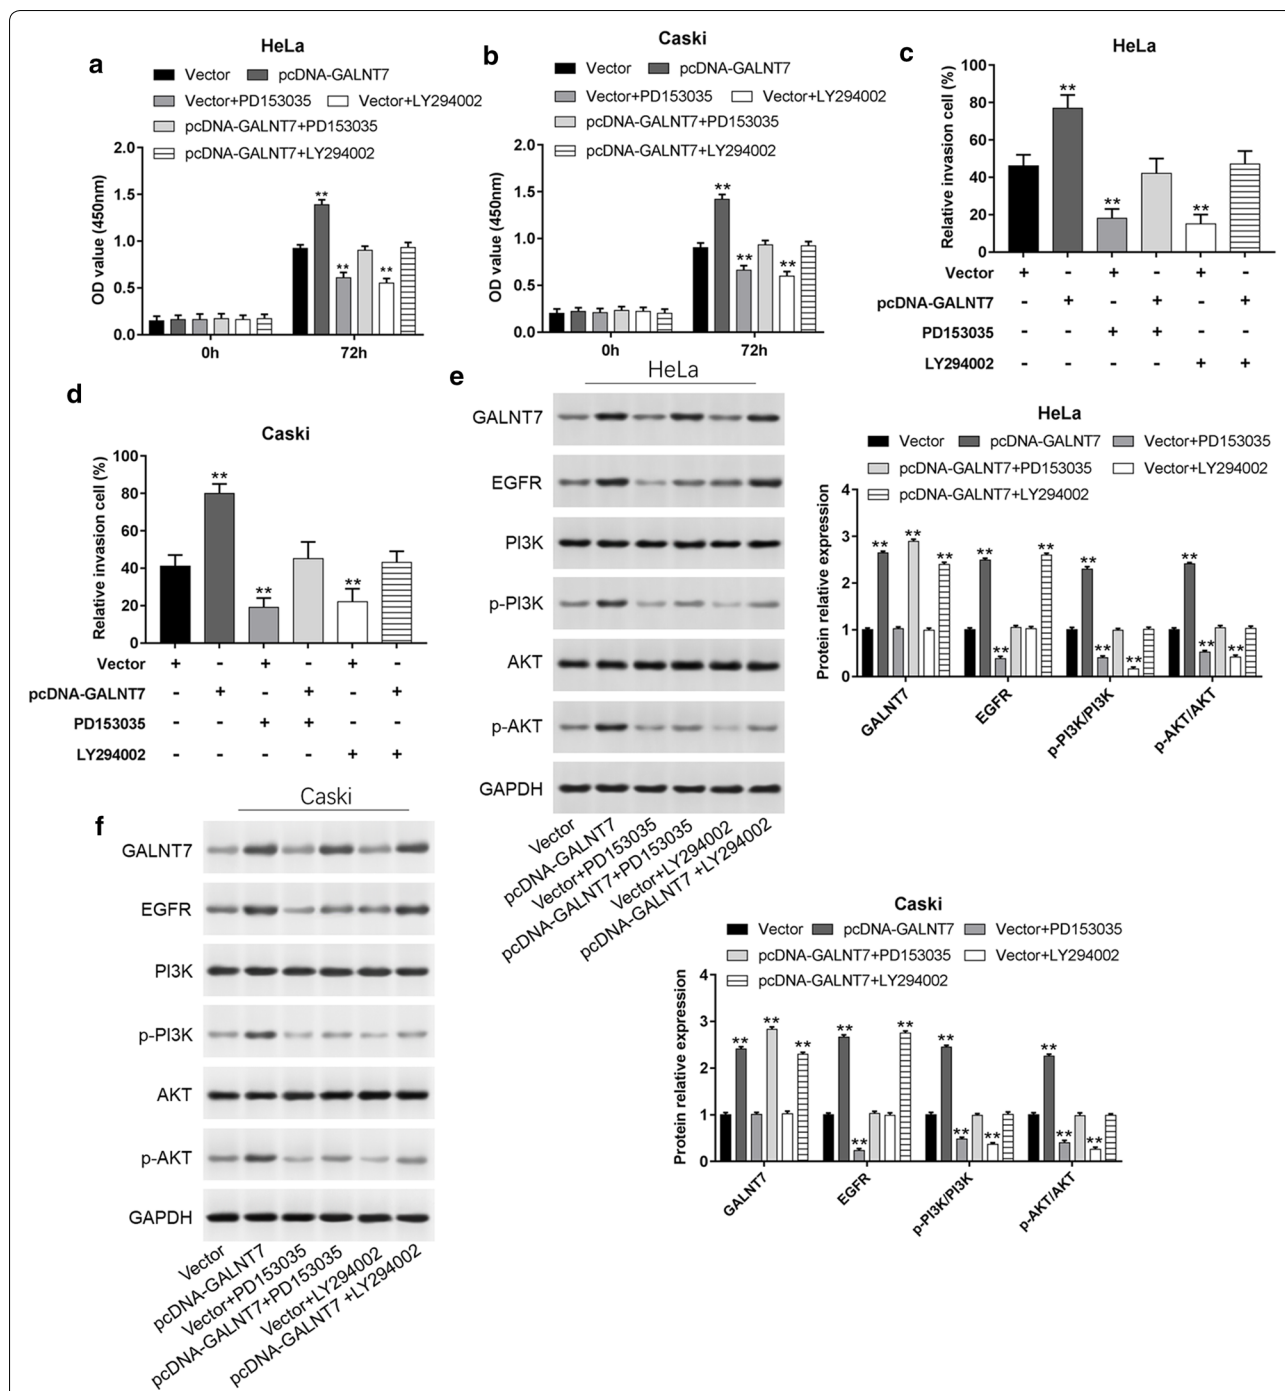 a
HeLa
Vector pcDNA-GALNT7
Vector+PD153035 Vector+LY294002
pcDNA-GALNT7+PD153035
pcDNA-GALNT7+LY294002
OD value (450nm)
2.0
1.5
1.0
0.5
0.0
**
**
**
0h 72h
b
Caski
Vector pcDNA-GALNT7
Vector+PD153035 Vector+LY294002
pcDNA-GALNT7+PD153035
pcDNA-GALNT7+LY294002
OD value (450nm)
2.0
1.5
1.0
0.5
0.0
**
**
**
0h 72h
c
HeLa
Relative invasion cell (%)
100
80
60
40
20
0
**
**
**
Vector + - + - + -
pcDNA-GALNT7 - + - + - +
PD153035 - - + + - -
LY294002 - - - - + +
d
Caski
Relative invasion cell (%)
100
80
60
40
20
0
**
**
**
Vector + - + - + -
pcDNA-GALNT7 - + - + - +
PD153035 - - + + - -
LY294002 - - - - + +
e
HeLa
GALNT7
EGFR
PI3K
p-PI3K
AKT
p-AKT
GAPDH
Vector
pcDNA-GALNT7
Vector+PD153035
pcDNA-GALNT7+PD153035
Vector+LY294002
pcDNA-GALNT7 +LY294002
HeLa
Vector pcDNA-GALNT7 Vector+PD153035
pcDNA-GALNT7+PD153035 Vector+LY294002
pcDNA-GALNT7+LY294002
Protein relative expression
4
3
2
1
0
** ** ** ** ** ** ** ** ** ** ** **
GALNT7 EGFR p-PI3K/PI3K p-AKT/AKT
f
Caski
GALNT7
EGFR
PI3K
p-PI3K
AKT
p-AKT
GAPDH
Vector
pcDNA-GALNT7
Vector+PD153035
pcDNA-GALNT7+PD153035
Vector+LY294002
pcDNA-GALNT7 +LY294002
Caski
Vector pcDNA-GALNT7 Vector+PD153035
pcDNA-GALNT7+PD153035 Vector+LY294002
pcDNA-GALNT7+LY294002
Protein relative expression
4
3
2
1
0
** ** ** ** ** ** ** ** ** ** ** **
GALNT7 EGFR p-PI3K/PI3K p-AKT/AKT